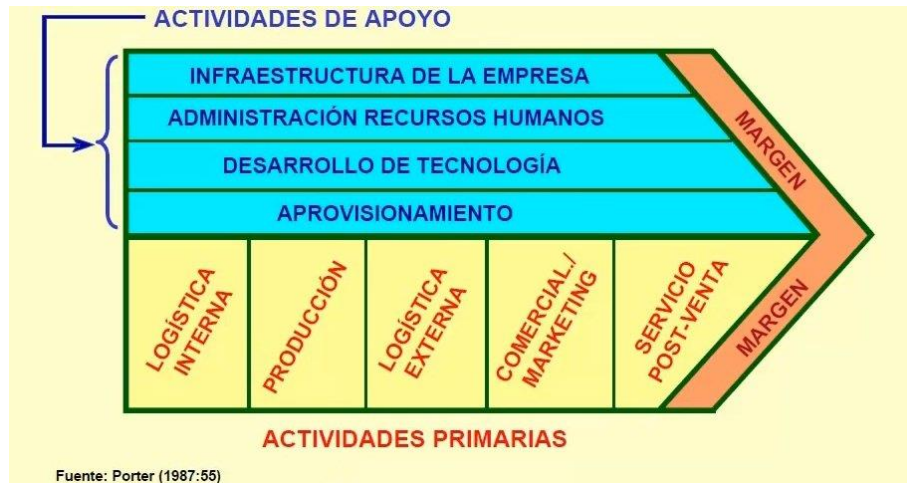 ACTIVIDADES DE APOYO
INFRAESTRUCTURA DE LA EMPRESA
ADMINISTRACIÓN RECURSOS HUMANOS
DESARROLLO DE TECNOLOGÍA
APROVISIONAMIENTO
MARGEN
LOGÍSTICA
INTERNA
PRODUCCIÓN
LOGÍSTICA
EXTERNA
COMERCIAL./
MARKETING
SERVICIO
POST-VENTA
MARGEN
ACTIVIDADES PRIMARIAS
Fuente: Porter (1987:55)